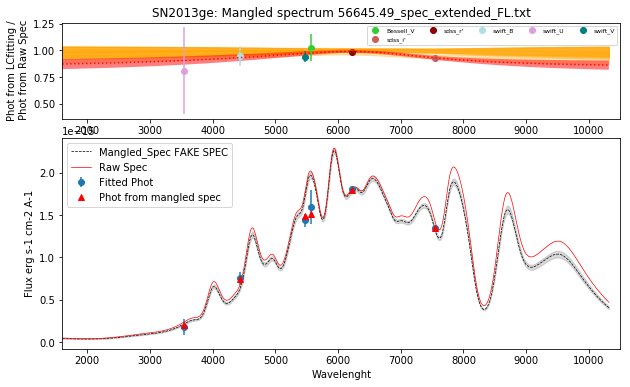 SN2013ge: Mangled spectrum 56645.49_spec_extended_FL.txt
Phot from LCfitting /
Phot from Raw Spec
1.25
1.00
0.75
0.50
Bessell_V
sdss_r'
swift_B
swift_U
swift_V
sdss_i'
2000 3000 4000 5000 6000 7000 8000 9000 10000
1e−15
Mangled_Spec FAKE SPEC
Raw Spec
Fitted Phot
Phot from mangled spec
Flux erg s-1 cm-2 A-1
2.0
1.5
1.0
0.5
0.0
2000 3000 4000 5000 6000 7000 8000 9000 10000
Wavelenght